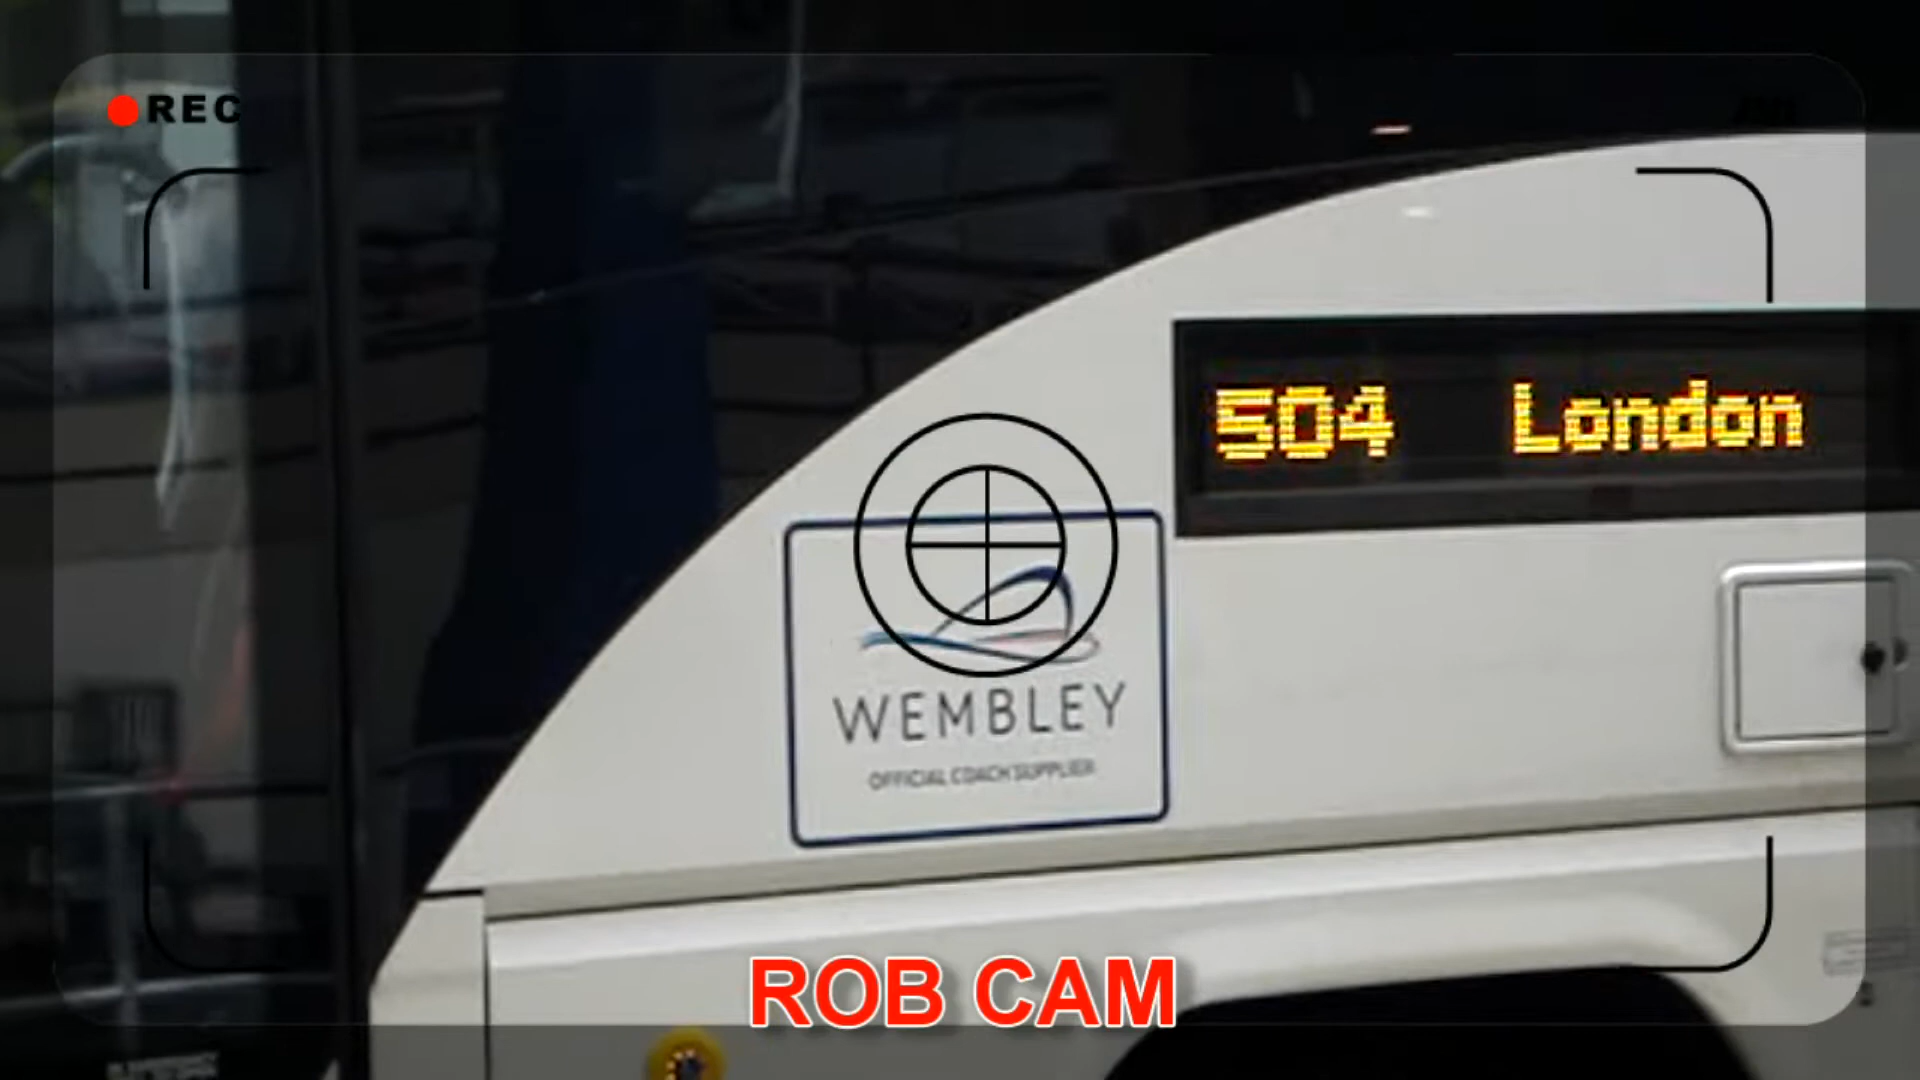 REC
504 London
WEMBLEY
OFFICIAL COACH SUPPLIER
ROB CAM